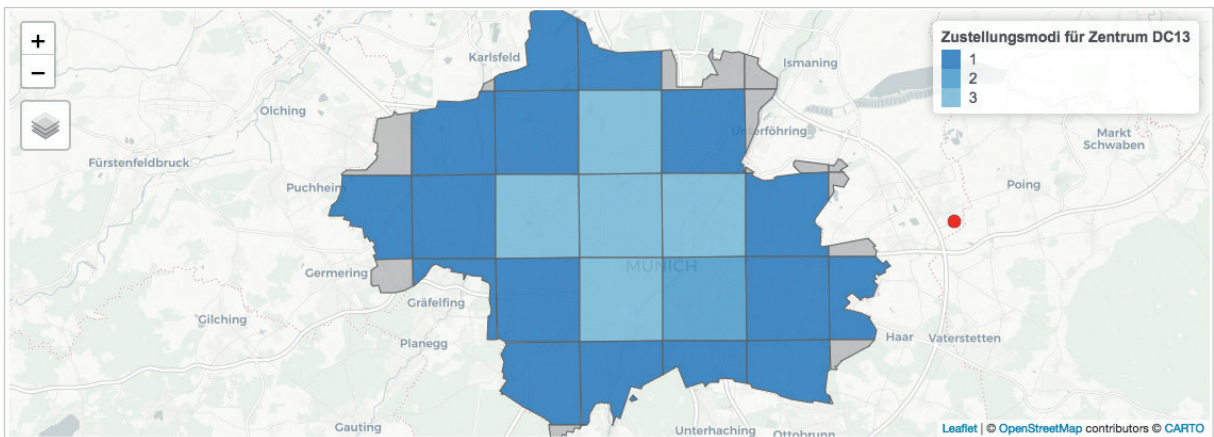 +
−
Zustellungsmodi für Zentrum DC13
1
2
3
Karlsfeld
Ismaning
Olching
Unterföhring
Markt
Schwaben
Fürstenfeldbruck
Puchheim
Poing
Germering
MUNICH
Gräfelfing
Gilching
Planegg
Haar
Vaterstetten
Gauting
Unterhaching
Ottobrunn
Leaflet | © OpenStreetMap contributors © CARTO